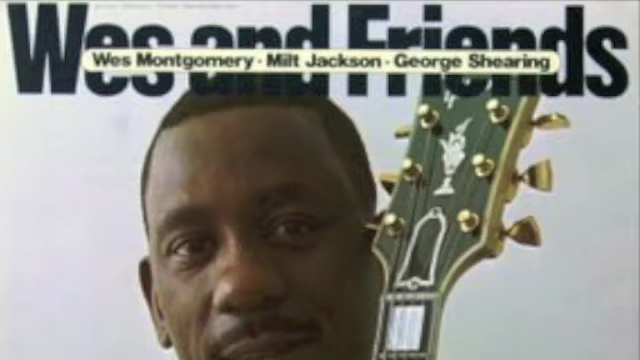 Wes and Friends
Wes Montgomery · Milt Jackson · George Shearing